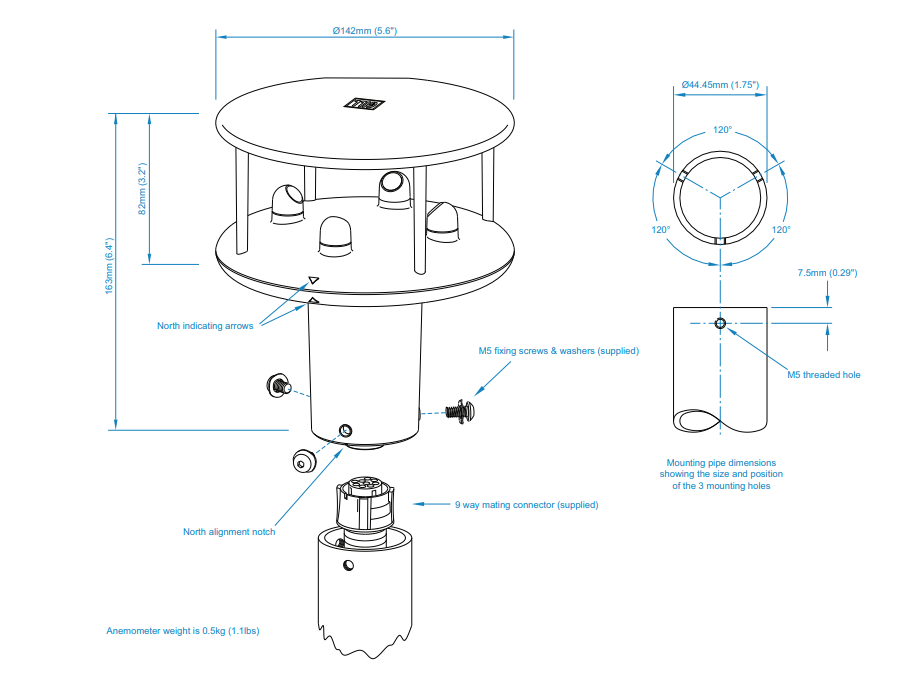 Ø142mm (5.6")
Ø44.45mm (1.75")
120°
82mm (3.2")
163mm (6.4")
120°
120°
7.5mm (0.29")
North indicating arrows
M5 fixing screws & washers (supplied)
M5 threaded hole
Mounting pipe dimensions
showing the size and position
of the 3 mounting holes
9 way mating connector (supplied)
North alignment notch
Anemometer weight is 0.5kg (1.1lbs)